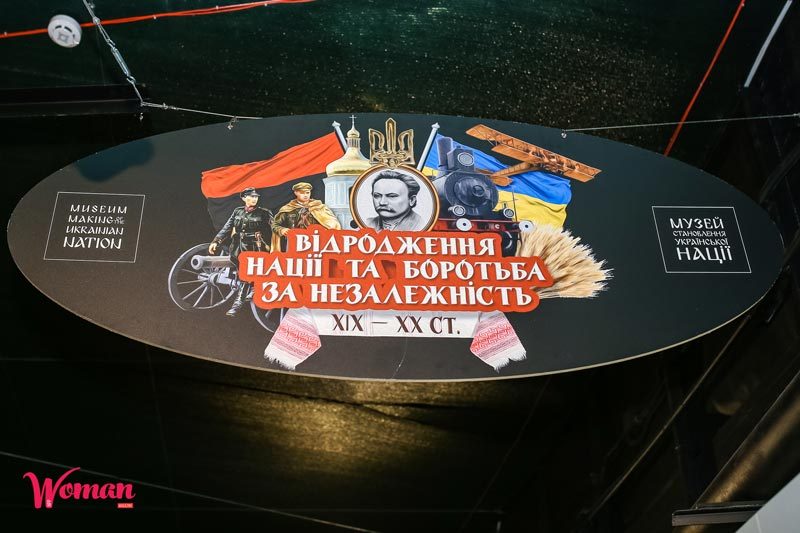 MUSEUM
MAKING OF THE
UKRAINIAN
NATION
ВІДРОДЖЕННЯ
НАЦІЇ ТА БОРОТЬБА
ЗА НЕЗАЛЕЖНІСТЬ
XIX — XX СТ.
МУЗЕЙ
СТАНОВЛЕННЯ
УКРАЇНСЬКОЇ
НАЦІЇ
Woman